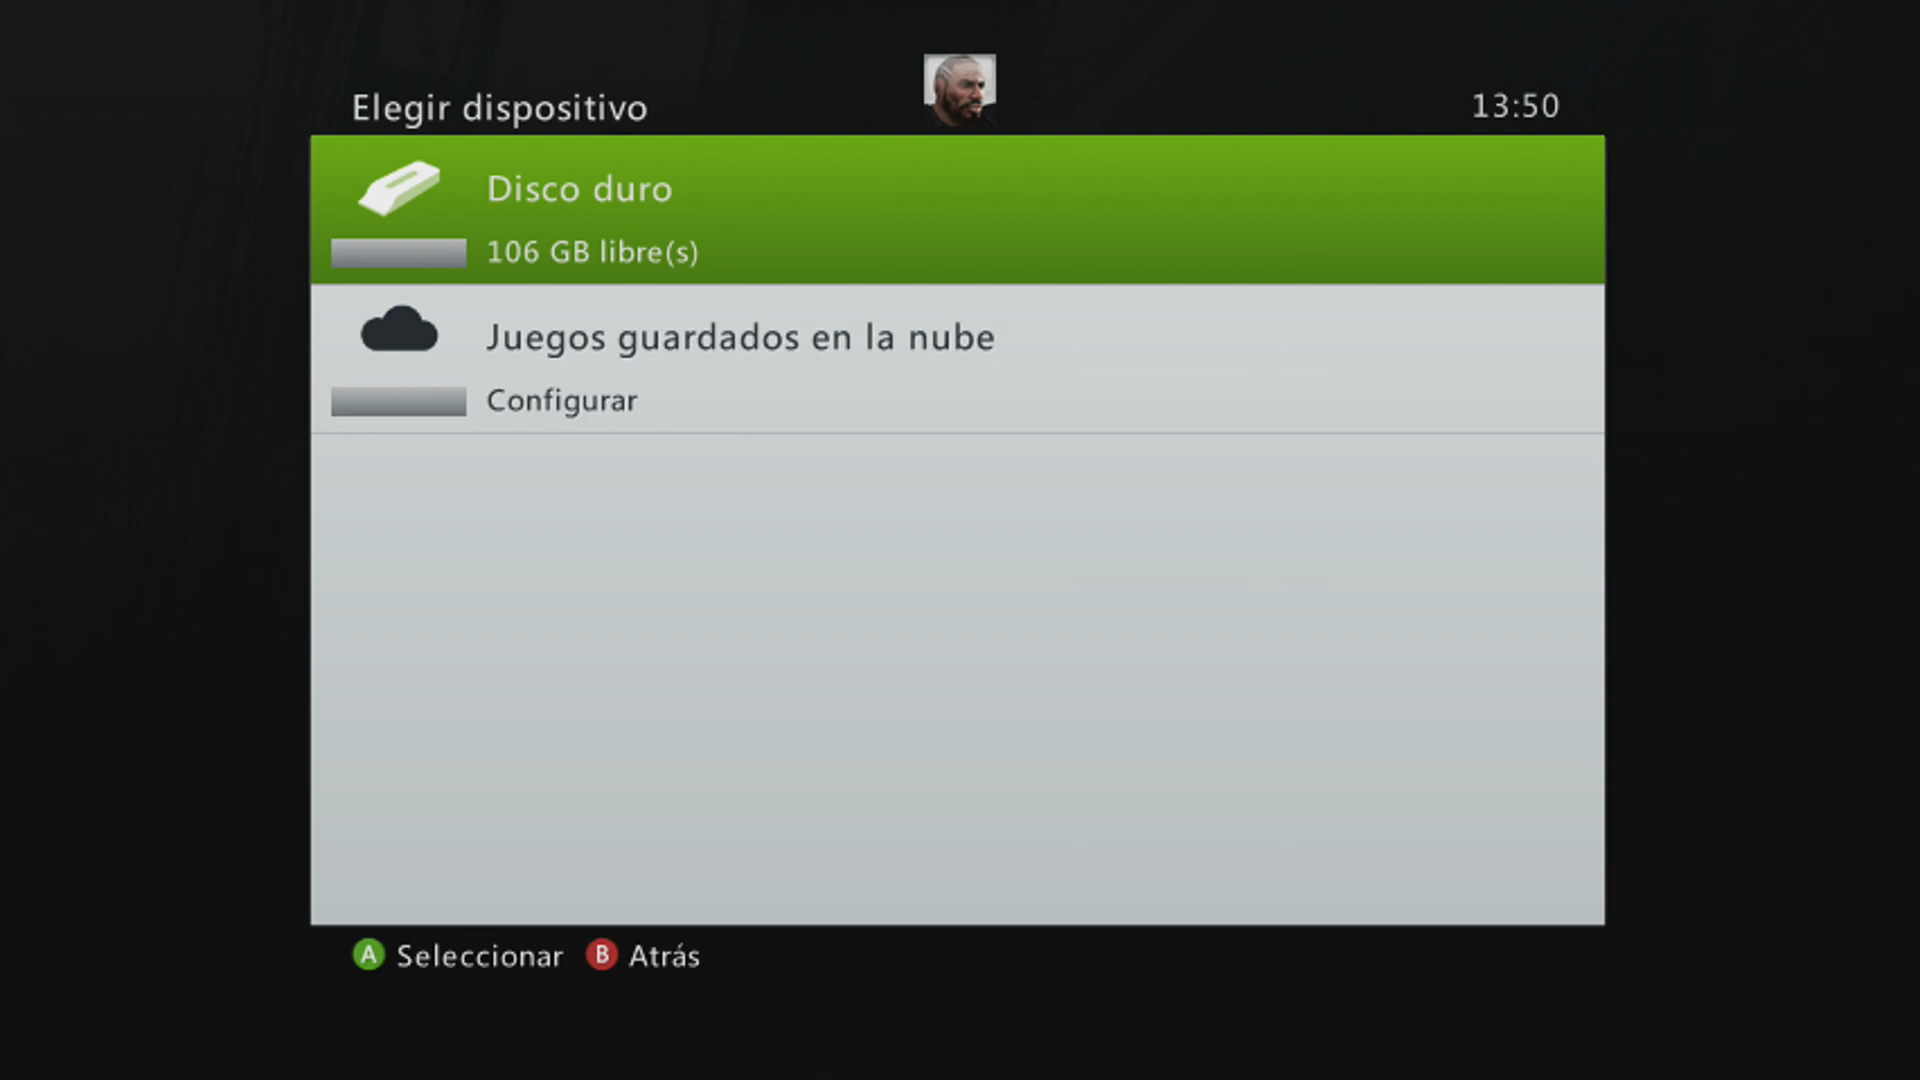 Elegir dispositivo
13:50
Disco duro
106 GB libre(s)
Juegos guardados en la nube
Configurar
A Seleccionar B Atrás